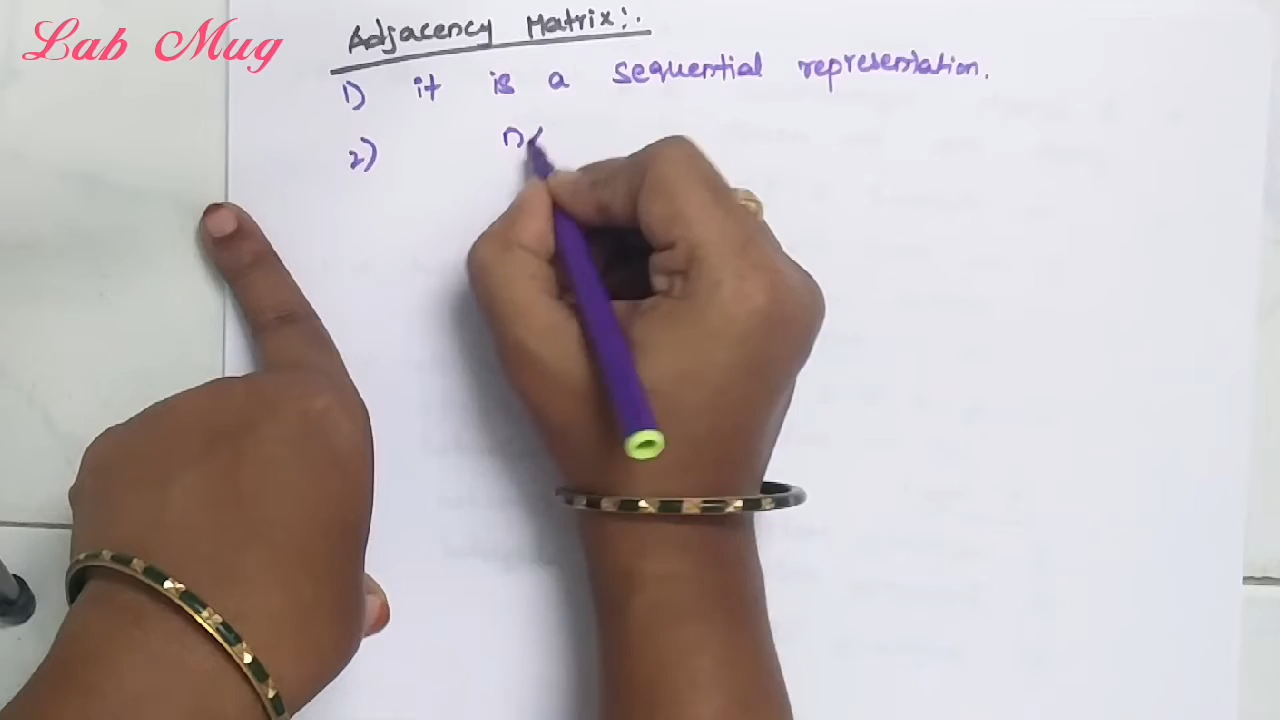 Lab Mug
Adjacency Matrix:.
1) it is a sequential representation.
2) n